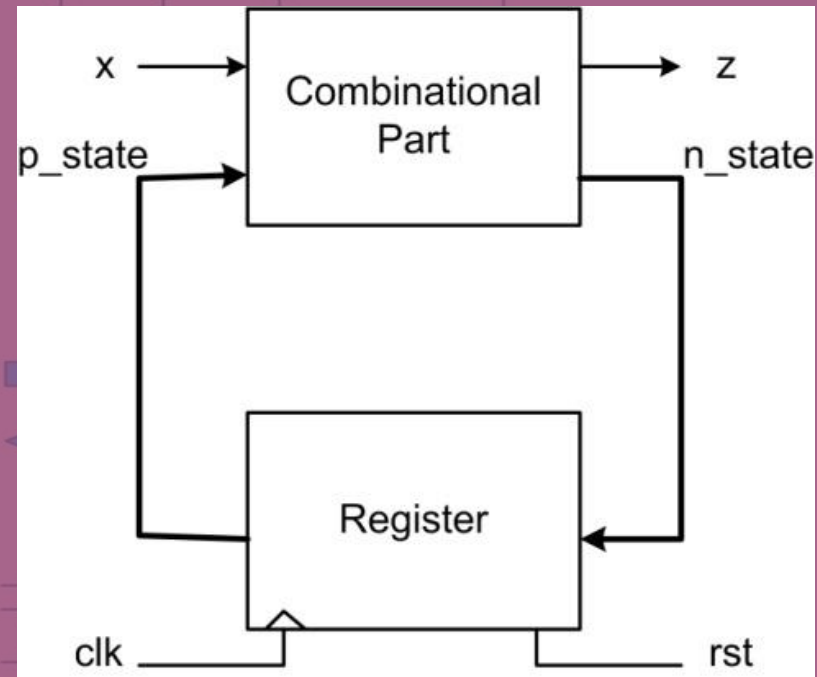 x
Combinational
Part
z
p_state
n_state
Register
clk
rst